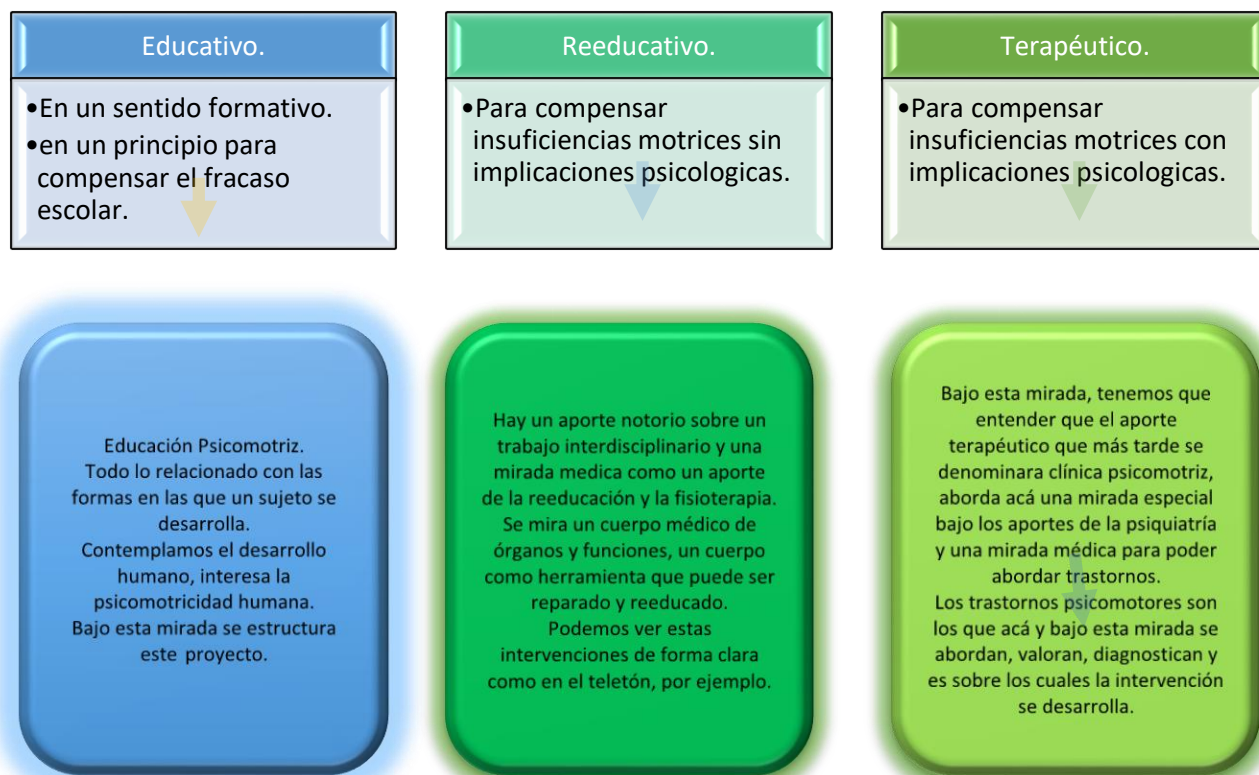 Educativo.
•En un sentido formativo.
•en un principio para
compensar el fracaso
escolar.
Reeducativo.
•Para compensar
insuficiencias motrices sin
implicaciones psicologicas.
Terapéutico.
•Para compensar
insuficiencias motrices con
implicaciones psicologicas.
Educación Psicomotriz.
Todo lo relacionado con las
formas en las que un sujeto se
desarrolla.
Contemplamos el desarrollo
humano, interesa la
psicomotricidad humana.
Bajo esta mirada se estructura
este proyecto.
Hay un aporte notorio sobre un
trabajo interdisciplinario y una
mirada medica como un aporte
de la reeducación y la fisioterapia.
Se mira un cuerpo médico de
órganos y funciones, un cuerpo
como herramienta que puede ser
reparado y reeducado.
Podemos ver estas
intervenciones de forma clara
como en el teletón, por ejemplo.
Bajo esta mirada, tenemos que
entender que el aporte
terapéutico que más tarde se
denominara clínica psicomotriz,
aborda acá una mirada especial
bajo los aportes de la psiquiatría
y una mirada médica para poder
abordar trastornos.
Los trastornos psicomotores son
los que acá y bajo esta mirada se
abordan, valoran, diagnostican y
es sobre los cuales la intervención
se desarrolla.